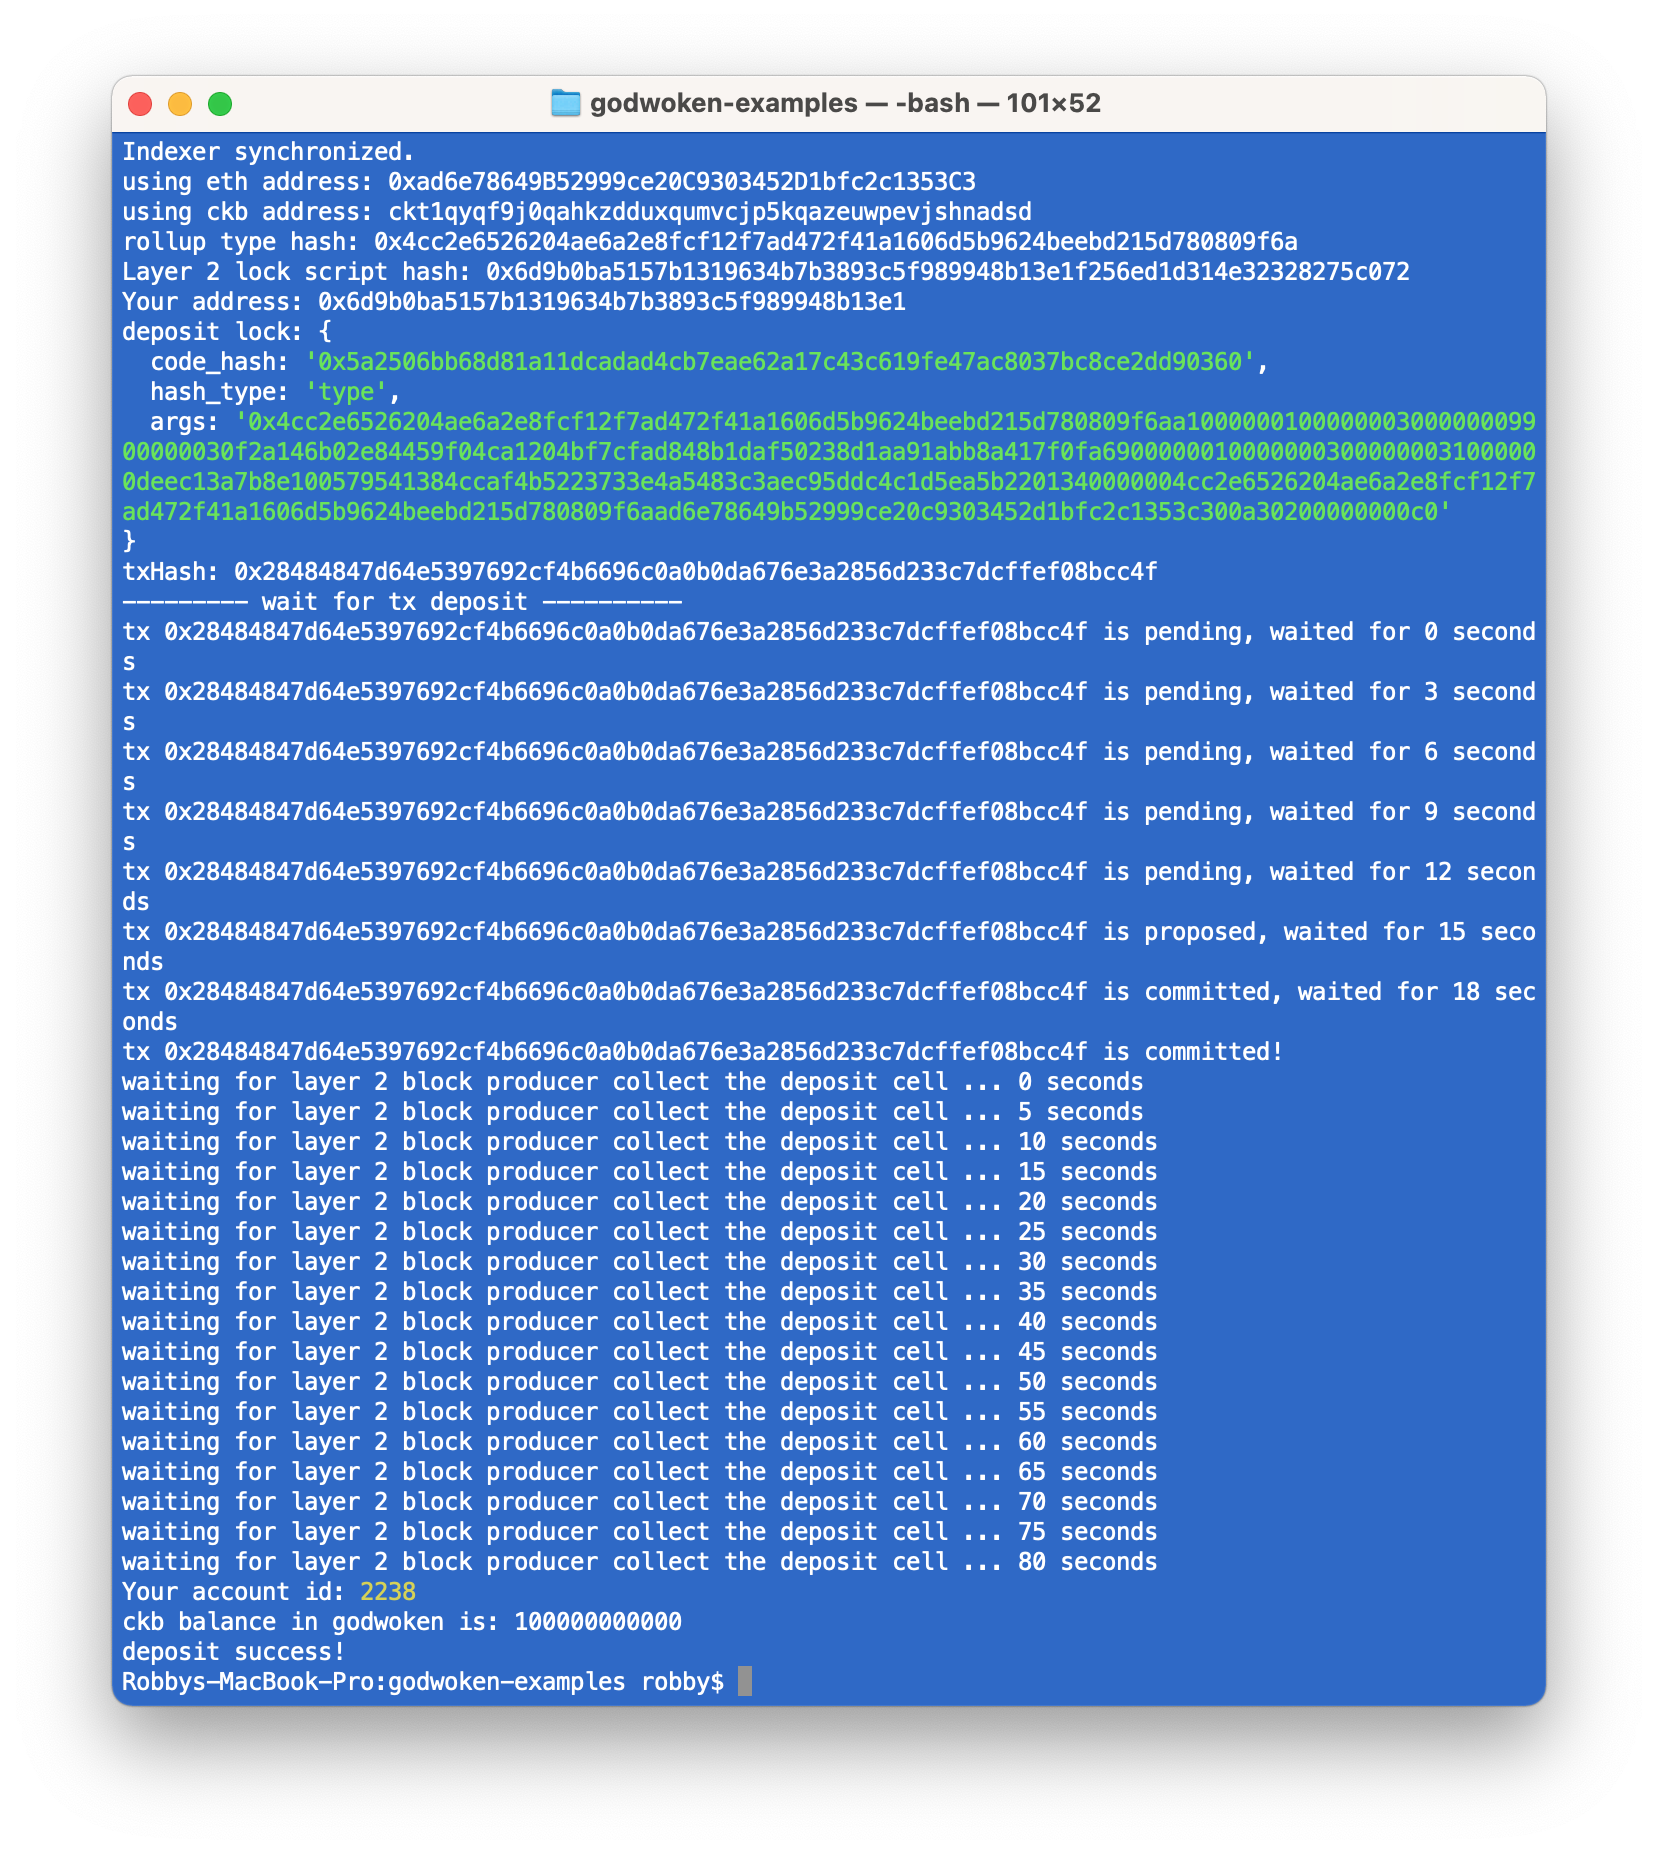 godwoken-examples — -bash — 101×52
Indexer synchronized.
using eth address: 0xad6e78649B52999ce20C9303452D1bfc2c1353C3
using ckb address: ckt1qyqf9j0qahkzdduxqumvcjp5kqazeuwpevjshnadsd
rollup type hash: 0x4cc2e6526204ae6a2e8fcf12f7ad472f41a1606d5b9624beebd215d780809f6a
Layer 2 lock script hash: 0x6d9b0ba5157b1319634b7b3893c5f989948b13e1f256ed1d314e32328275c072
Your address: 0x6d9b0ba5157b1319634b7b3893c5f989948b13e1
deposit lock: {
  code_hash: '0x5a2506bb68d81a11dcadad4cb7eae62a17c43c619fe47ac8037bc8ce2dd90360',
  hash_type: 'type',
  args: '0x4cc2e6526204ae6a2e8fcf12f7ad472f41a1606d5b9624beebd215d780809f6aa10000001000000030000000099
00000030f2a146b02e84459f04ca1204bf7cfad848b1daf50238d1aa91abb8a417f0fa69000000010000000300000003100000
0deec13a7b8e100579541384ccaf4b5223733e4a5483c3aec95ddc4c1d5ea5b2201340000004cc2e6526204ae6a2e8fcf12f7
ad472f41a1606d5b9624beebd215d780809f6aad6e78649b52999ce20c9303452d1bfc2c1353c300a30200000000c0'
}
txHash: 0x28484847d64e5397692cf4b6696c0a0b0da676e3a2856d233c7dcffef08bcc4f
--------- wait for tx deposit ----------
tx 0x28484847d64e5397692cf4b6696c0a0b0da676e3a2856d233c7dcffef08bcc4f is pending, waited for 0 second
s
tx 0x28484847d64e5397692cf4b6696c0a0b0da676e3a2856d233c7dcffef08bcc4f is pending, waited for 3 second
s
tx 0x28484847d64e5397692cf4b6696c0a0b0da676e3a2856d233c7dcffef08bcc4f is pending, waited for 6 second
s
tx 0x28484847d64e5397692cf4b6696c0a0b0da676e3a2856d233c7dcffef08bcc4f is pending, waited for 9 second
s
tx 0x28484847d64e5397692cf4b6696c0a0b0da676e3a2856d233c7dcffef08bcc4f is pending, waited for 12 secon
ds
tx 0x28484847d64e5397692cf4b6696c0a0b0da676e3a2856d233c7dcffef08bcc4f is proposed, waited for 15 seco
nds
tx 0x28484847d64e5397692cf4b6696c0a0b0da676e3a2856d233c7dcffef08bcc4f is committed, waited for 18 sec
onds
tx 0x28484847d64e5397692cf4b6696c0a0b0da676e3a2856d233c7dcffef08bcc4f is committed!
waiting for layer 2 block producer collect the deposit cell ... 0 seconds
waiting for layer 2 block producer collect the deposit cell ... 5 seconds
waiting for layer 2 block producer collect the deposit cell ... 10 seconds
waiting for layer 2 block producer collect the deposit cell ... 15 seconds
waiting for layer 2 block producer collect the deposit cell ... 20 seconds
waiting for layer 2 block producer collect the deposit cell ... 25 seconds
waiting for layer 2 block producer collect the deposit cell ... 30 seconds
waiting for layer 2 block producer collect the deposit cell ... 35 seconds
waiting for layer 2 block producer collect the deposit cell ... 40 seconds
waiting for layer 2 block producer collect the deposit cell ... 45 seconds
waiting for layer 2 block producer collect the deposit cell ... 50 seconds
waiting for layer 2 block producer collect the deposit cell ... 55 seconds
waiting for layer 2 block producer collect the deposit cell ... 60 seconds
waiting for layer 2 block producer collect the deposit cell ... 65 seconds
waiting for layer 2 block producer collect the deposit cell ... 70 seconds
waiting for layer 2 block producer collect the deposit cell ... 75 seconds
waiting for layer 2 block producer collect the deposit cell ... 80 seconds
Your account id: 2238
ckb balance in godwoken is: 100000000000
deposit success!
Robbys-MacBook-Pro:godwoken-examples robby$